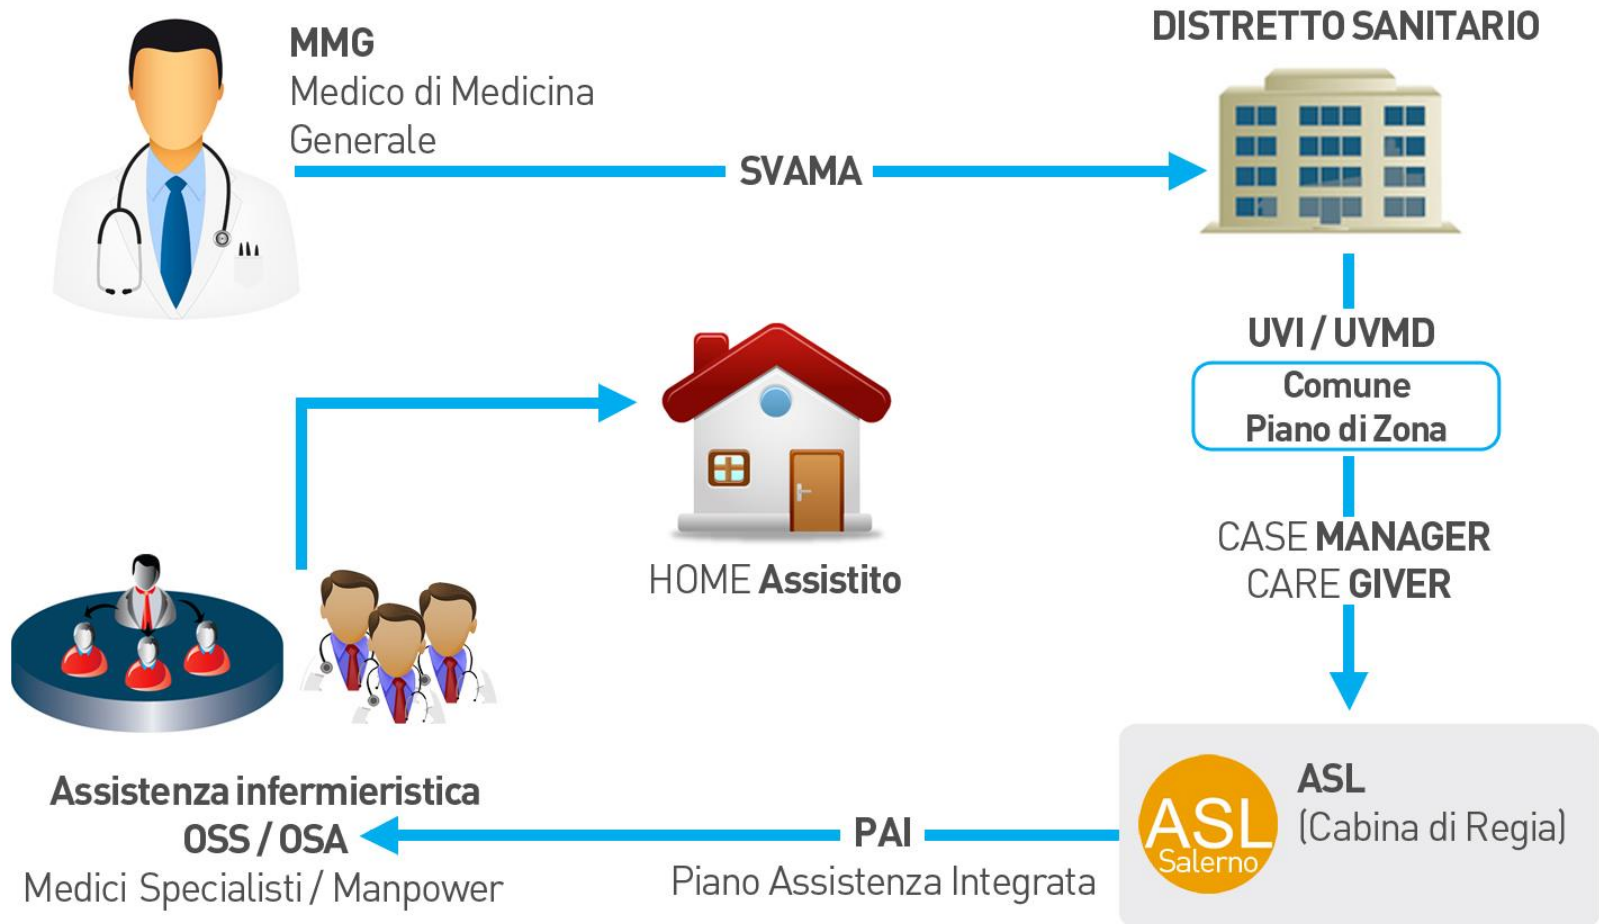 MMG
Medico di Medicina
Generale
SVAMA
DISTRETTO SANITARIO
UVI / UVMD
Comune
Piano di Zona
CASE MANAGER
CARE GIVER
HOME Assistito
ASL
Salerno
ASL
(Cabina di Regia)
PAI
Piano Assistenza Integrata
Assistenza infermieristica
OSS / OSA
Medici Specialisti / Manpower